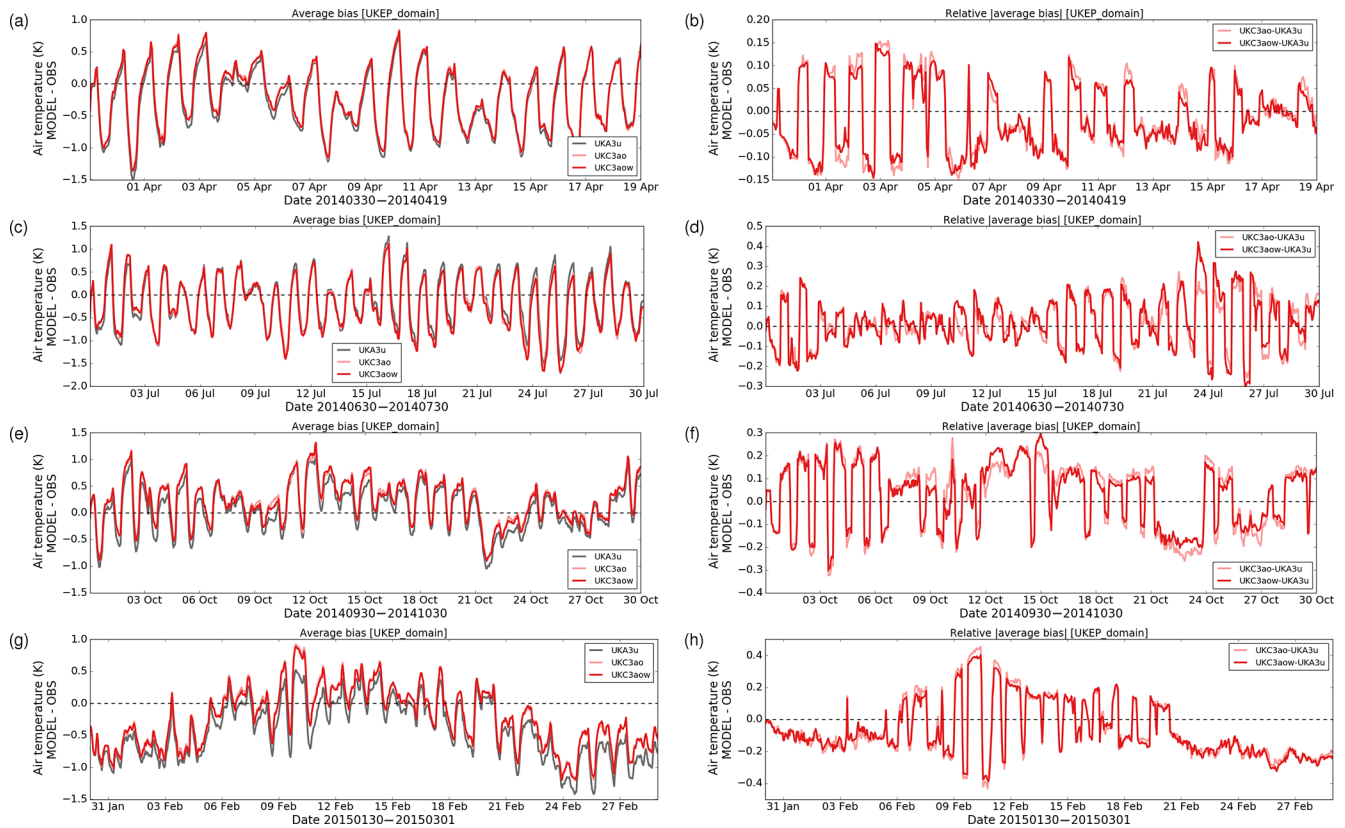 (a)
Average bias [UKEP_domain]
Air temperature (K)
MODEL - OBS
1.0
0.5
0.0
−0.5
−1.0
−1.5
UKA3u
UKC3ao
UKC3aow
01 Apr 03 Apr 05 Apr 07 Apr 09 Apr 11 Apr 13 Apr 15 Apr 17 Apr 19 Apr
Date 20140330−20140419
(b)
Relative |average bias| [UKEP_domain]
Air temperature (K)
MODEL - OBS
0.20
0.15
0.10
0.05
0.00
−0.05
−0.10
0.15
UKC3ao-UKA3u
UKC3aow-UKA3u
01 Apr 03 Apr 05 Apr 07 Apr 09 Apr 11 Apr 13 Apr 15 Apr 17 Apr 19 Apr
Date 20140330−20140419
(c)
Average bias [UKEP_domain]
Air temperature (K)
MODEL - OBS
1.5
1.0
0.5
0.0
−0.5
−1.0
−1.5
−2.0
UKA3u
UKC3ao
UKC3aow
03 Jul 06 Jul 09 Jul 12 Jul 15 Jul 18 Jul 21 Jul 24 Jul 27 Jul 30 Jul
Date 20140630−20140730
(d)
Relative |average bias| [UKEP_domain]
Air temperature (K)
MODEL - OBS
0.5
0.4
0.3
0.2
0.1
0.0
−0.1
−0.2
−0.3
UKC3ao-UKA3u
UKC3aow-UKA3u
03 Jul 06 Jul 09 Jul 12 Jul 15 Jul 18 Jul 21 Jul 24 Jul 27 Jul 30 Jul
Date 20140630−20140730
(e)
Average bias [UKEP_domain]
Air temperature (K)
MODEL - OBS
1.5
1.0
0.5
0.0
−0.5
−1.0
−1.5
UKA3u
UKC3ao
UKC3aow
03 Oct 06 Oct 09 Oct 12 Oct 15 Oct 18 Oct 21 Oct 24 Oct 27 Oct 30 Oct
Date 20140930−20141030
(f)
Relative |average bias| [UKEP_domain]
Air temperature (K)
MODEL - OBS
0.3
0.2
0.1
0.0
−0.1
−0.2
−0.3
−0.4
UKC3ao-UKA3u
UKC3aow-UKA3u
03 Oct 06 Oct 09 Oct 12 Oct 15 Oct 18 Oct 21 Oct 24 Oct 27 Oct 30 Oct
Date 20140930−20141030
(g)
Average bias [UKEP_domain]
Air temperature (K)
MODEL - OBS
1.0
0.5
0.0
−0.5
−1.0
−1.5
UKA3u
UKC3ao
UKC3aow
31 Jan 03 Feb 06 Feb 09 Feb 12 Feb 15 Feb 18 Feb 21 Feb 24 Feb 27 Feb
Date 20150130−20150301
(h)
Relative |average bias| [UKEP_domain]
Air temperature (K)
MODEL - OBS
0.4
0.2
0.0
−0.2
−0.4
UKC3ao-UKA3u
UKC3aow-UKA3u
31 Jan 03 Feb 06 Feb 09 Feb 12 Feb 15 Feb 18 Feb 21 Feb 24 Feb 27 Feb
Date 20150130−20150301